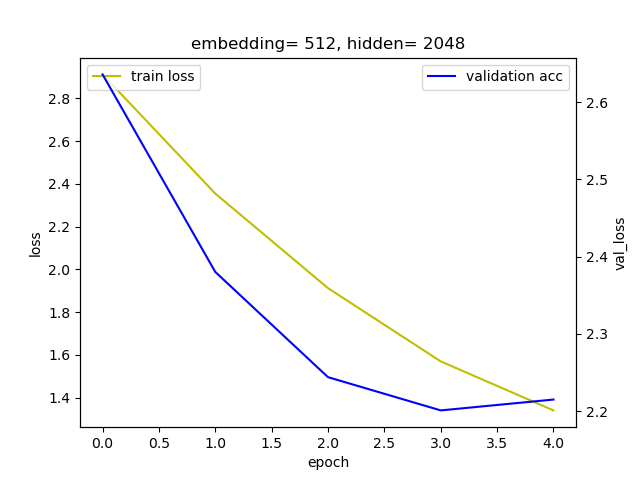 embedding= 512, hidden= 2048
train loss
validation acc
loss
2.8
2.6
2.4
2.2
2.0
1.8
1.6
1.4
2.6
2.5
2.4
2.3
2.2
val_loss
0.0 0.5 1.0 1.5 2.0 2.5 3.0 3.5 4.0
epoch